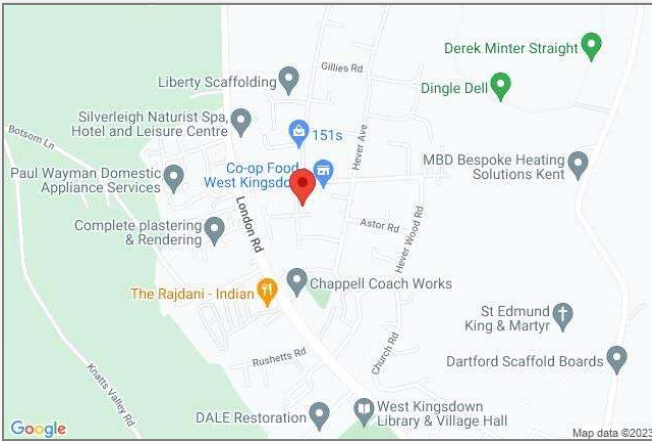 Derek Minter Straight
Gillies Rd
Liberty Scaffolding
Dingle Dell
Silverleigh Naturist Spa,
Hotel and Leisure Centre
151s
Botsom Ln
Hever Ave
Co-op Food
West Kingsdo
MBD Bespoke Heating
Solutions Kent
Paul Wayman Domestic
Appliance Services
London Rd
Hever Wood Rd
Astor Rd
Complete plastering
& Rendering
Chappell Coach Works
The Rajdani - Indian
St Edmund
King & Martyr
Church Rd
Rushetts Rd
Dartford Scaffold Boards
Knatts Valley Rd
West Kingsdown
Library & Village Hall
DALE Restoration
Google
Map data ©2023